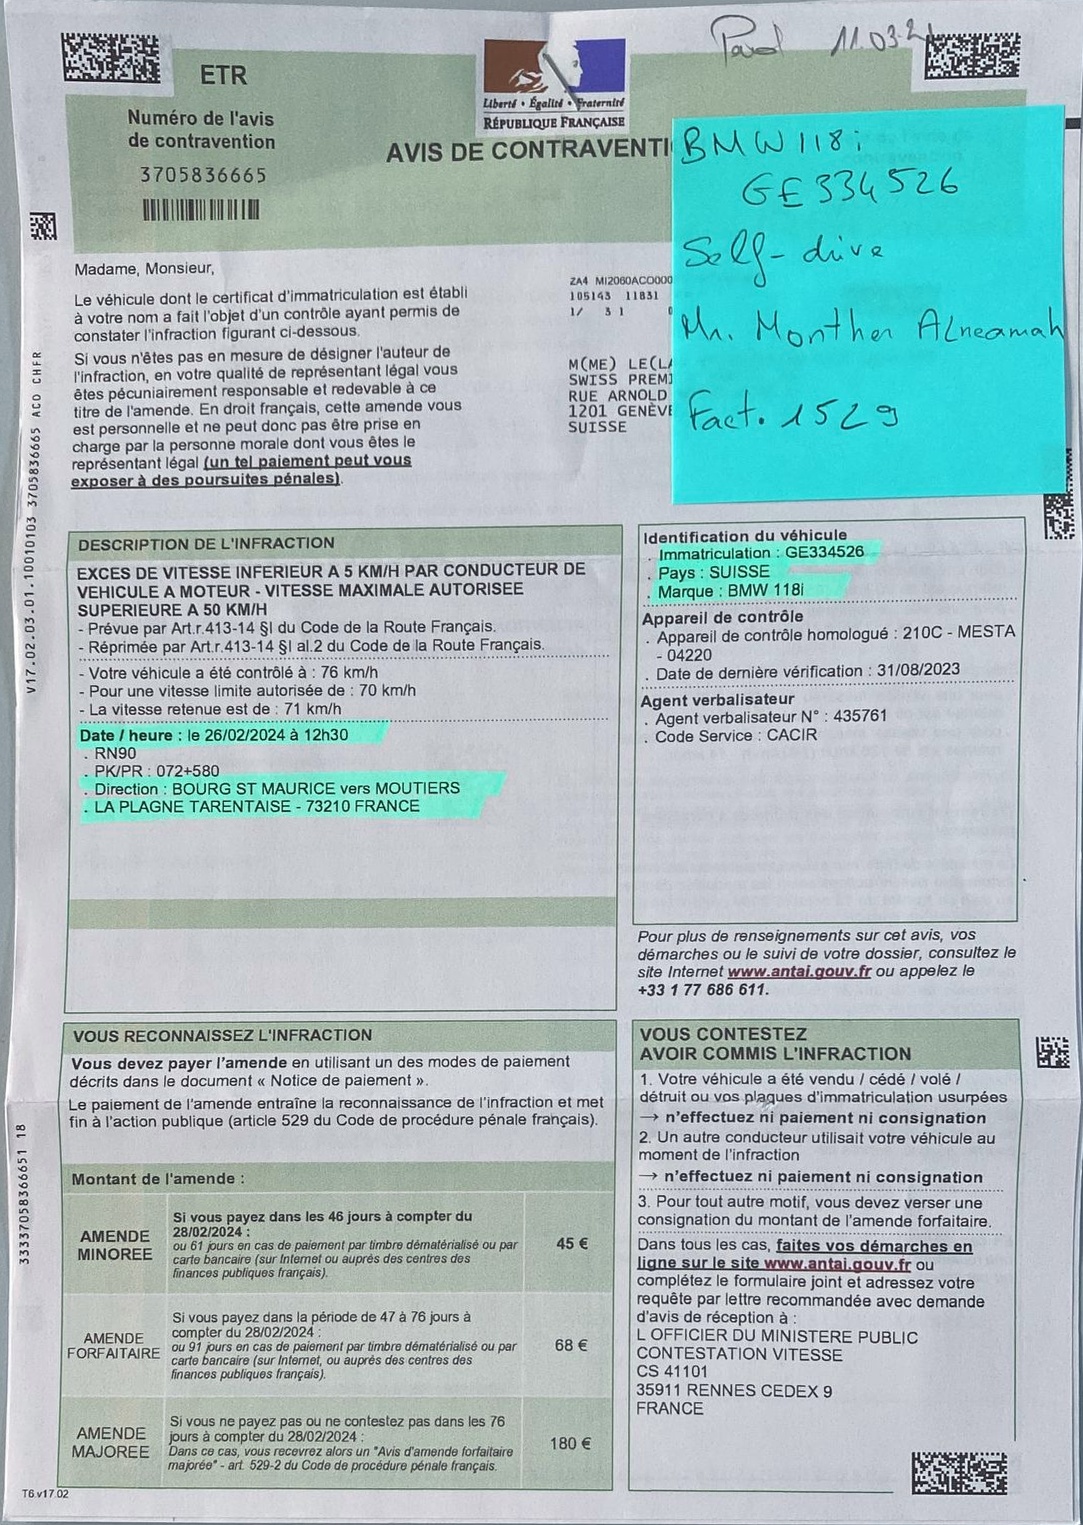 Payé 11.03.24
ETR
Liberté • Égalité • Fraternité
RÉPUBLIQUE FRANÇAISE
Numéro de l'avis
de contravention
3705836665
AVIS DE CONTRAVENTI
BMW 118i
GE334526
Self-drive
Mr. Monther Alneamah
Fact. 1529
Madame, Monsieur,
Le véhicule dont le certificat d'immatriculation est établi
à votre nom a fait l'objet d'un contrôle ayant permis de
constater l'infraction figurant ci-dessous.
Si vous n'êtes pas en mesure de désigner l'auteur de
l'infraction, en votre qualité de représentant légal vous
êtes pécuniairement responsable et redevable à ce
titre de l'amende. En droit français, cette amende vous
est personnelle et ne peut donc pas être prise en
charge par la personne morale dont vous êtes le
représentant légal (un tel paiement peut vous
exposer à des poursuites pénales).
ZA4 MI2060ACO000
105143 11831
1/ 3 1
M(ME) LE(LA
SWISS PREMI
RUE ARNOLD
1201 GENÈVE
SUISSE
V17.02.03.01.10010103 3705836665 ACO CHFR
DESCRIPTION DE L'INFRACTION
EXCES DE VITESSE INFERIEUR A 5 KM/H PAR CONDUCTEUR DE
VEHICULE A MOTEUR - VITESSE MAXIMALE AUTORISEE
SUPERIEURE A 50 KM/H
- Prévue par Art.r.413-14 §I du Code de la Route Français.
- Réprimée par Art.r.413-14 §I al.2 du Code de la Route Français.
- Votre véhicule a été contrôlé à : 76 km/h
- Pour une vitesse limite autorisée de : 70 km/h
- La vitesse retenue est de : 71 km/h
Date / heure : le 26/02/2024 à 12h30
. RN90
. PK/PR : 072+580
. Direction : BOURG ST MAURICE vers MOUTIERS
. LA PLAGNE TARENTAISE - 73210 FRANCE
Identification du véhicule
. Immatriculation : GE334526
. Pays : SUISSE
. Marque : BMW 118i
Appareil de contrôle
. Appareil de contrôle homologué : 210C - MESTA
- 04220
. Date de dernière vérification : 31/08/2023
Agent verbalisateur
. Agent verbalisateur N° : 435761
. Code Service : CACIR
Pour plus de renseignements sur cet avis, vos
démarches ou le suivi de votre dossier, consultez le
site Internet www.antai.gouv.fr ou appelez le
+33 1 77 686 611.
VOUS RECONNAISSEZ L'INFRACTION
Vous devez payer l'amende en utilisant un des modes de paiement
décrits dans le document « Notice de paiement ».
Le paiement de l'amende entraîne la reconnaissance de l'infraction et met
fin à l'action publique (article 529 du Code de procédure pénale français).
Montant de l'amende :
AMENDE
MINOREE
Si vous payez dans les 46 jours à compter du
28/02/2024 :
ou 61 jours en cas de paiement par timbre dématérialisé ou par
carte bancaire (sur Internet ou auprès des centres des
finances publiques français).
45 €
AMENDE
FORFAITAIRE
Si vous payez dans la période de 47 à 76 jours à
compter du 28/02/2024 :
ou 91 jours en cas de paiement par timbre dématérialisé ou par
carte bancaire (sur Internet, ou auprès des centres des
finances publiques français).
68 €
AMENDE
MAJOREE
Si vous ne payez pas ou ne contestez pas dans les 76
jours à compter du 28/02/2024 :
Dans ce cas, vous recevrez alors un "Avis d'amende forfaitaire
majorée" - art. 529-2 du Code de procédure pénale français.
180 €
VOUS CONTESTEZ
AVOIR COMMIS L'INFRACTION
1. Votre véhicule a été vendu / cédé / volé /
détruit ou vos plaques d'immatriculation usurpées
→ n'effectuez ni paiement ni consignation
2. Un autre conducteur utilisait votre véhicule au
moment de l'infraction
→ n'effectuez ni paiement ni consignation
3. Pour tout autre motif, vous devez verser une
consignation du montant de l'amende forfaitaire.
Dans tous les cas, faites vos démarches en
ligne sur le site www.antai.gouv.fr ou
complétez le formulaire joint et adressez votre
requête par lettre recommandée avec demande
d'avis de réception à :
L OFFICIER DU MINISTERE PUBLIC
CONTESTATION VITESSE
CS 41101
35911 RENNES CEDEX 9
FRANCE
33337058366651 18
T6.v17.02